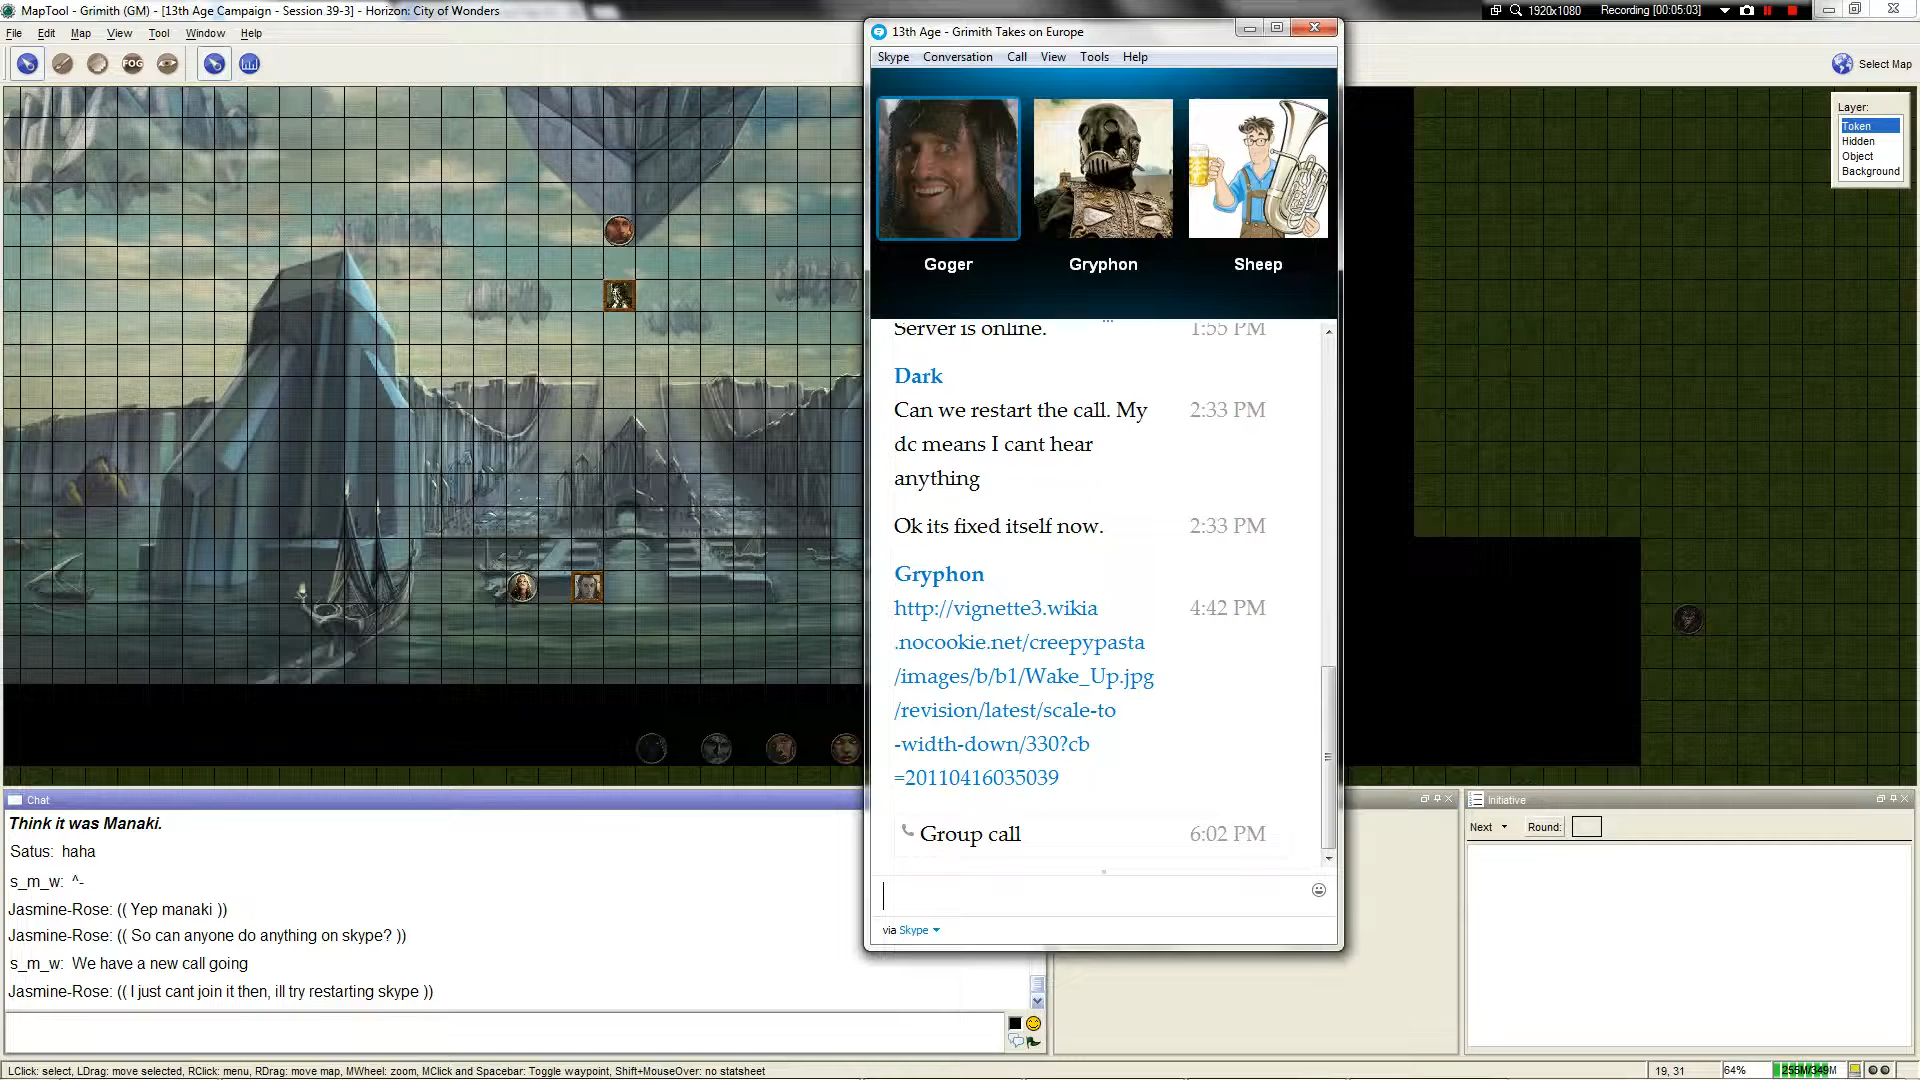 MapTool - Grimith (GM) - [13th Age Campaign - Session 39-3] - Horizon: City of Wonders
1920x1080
Recording [00:05:03]
File Edit Map View Tool Window Help
FOG
Select Map
Layer:
Token
Hidden
Object
Background
13th Age - Grimith Takes on Europe
Skype Conversation Call View Tools Help
Goger
Gryphon
Sheep
Server is online. 1:55 PM
Dark
Can we restart the call. My 2:33 PM
dc means I cant hear
anything
Ok its fixed itself now. 2:33 PM
Gryphon
http://vignette3.wikia 4:42 PM
.nocookie.net/creepypasta
/images/b/b1/Wake_Up.jpg
/revision/latest/scale-to
-width-down/330?cb
=20110416035039
Group call 6:02 PM
via Skype
Chat
Think it was Manaki.
Satus: haha
s_m_w: ^-
Jasmine-Rose: (( Yep manaki ))
Jasmine-Rose: (( So can anyone do anything on skype? ))
s_m_w: We have a new call going
Jasmine-Rose: (( I just cant join it then, ill try restarting skype ))
Initiative
Next Round:
LClick: select, LDrag: move selected, RClick: menu, RDrag: move map, MWheel: zoom, MClick and Spacebar: Toggle waypoint, Shift+MouseOver: no statsheet
19, 31
64%
255M/349M